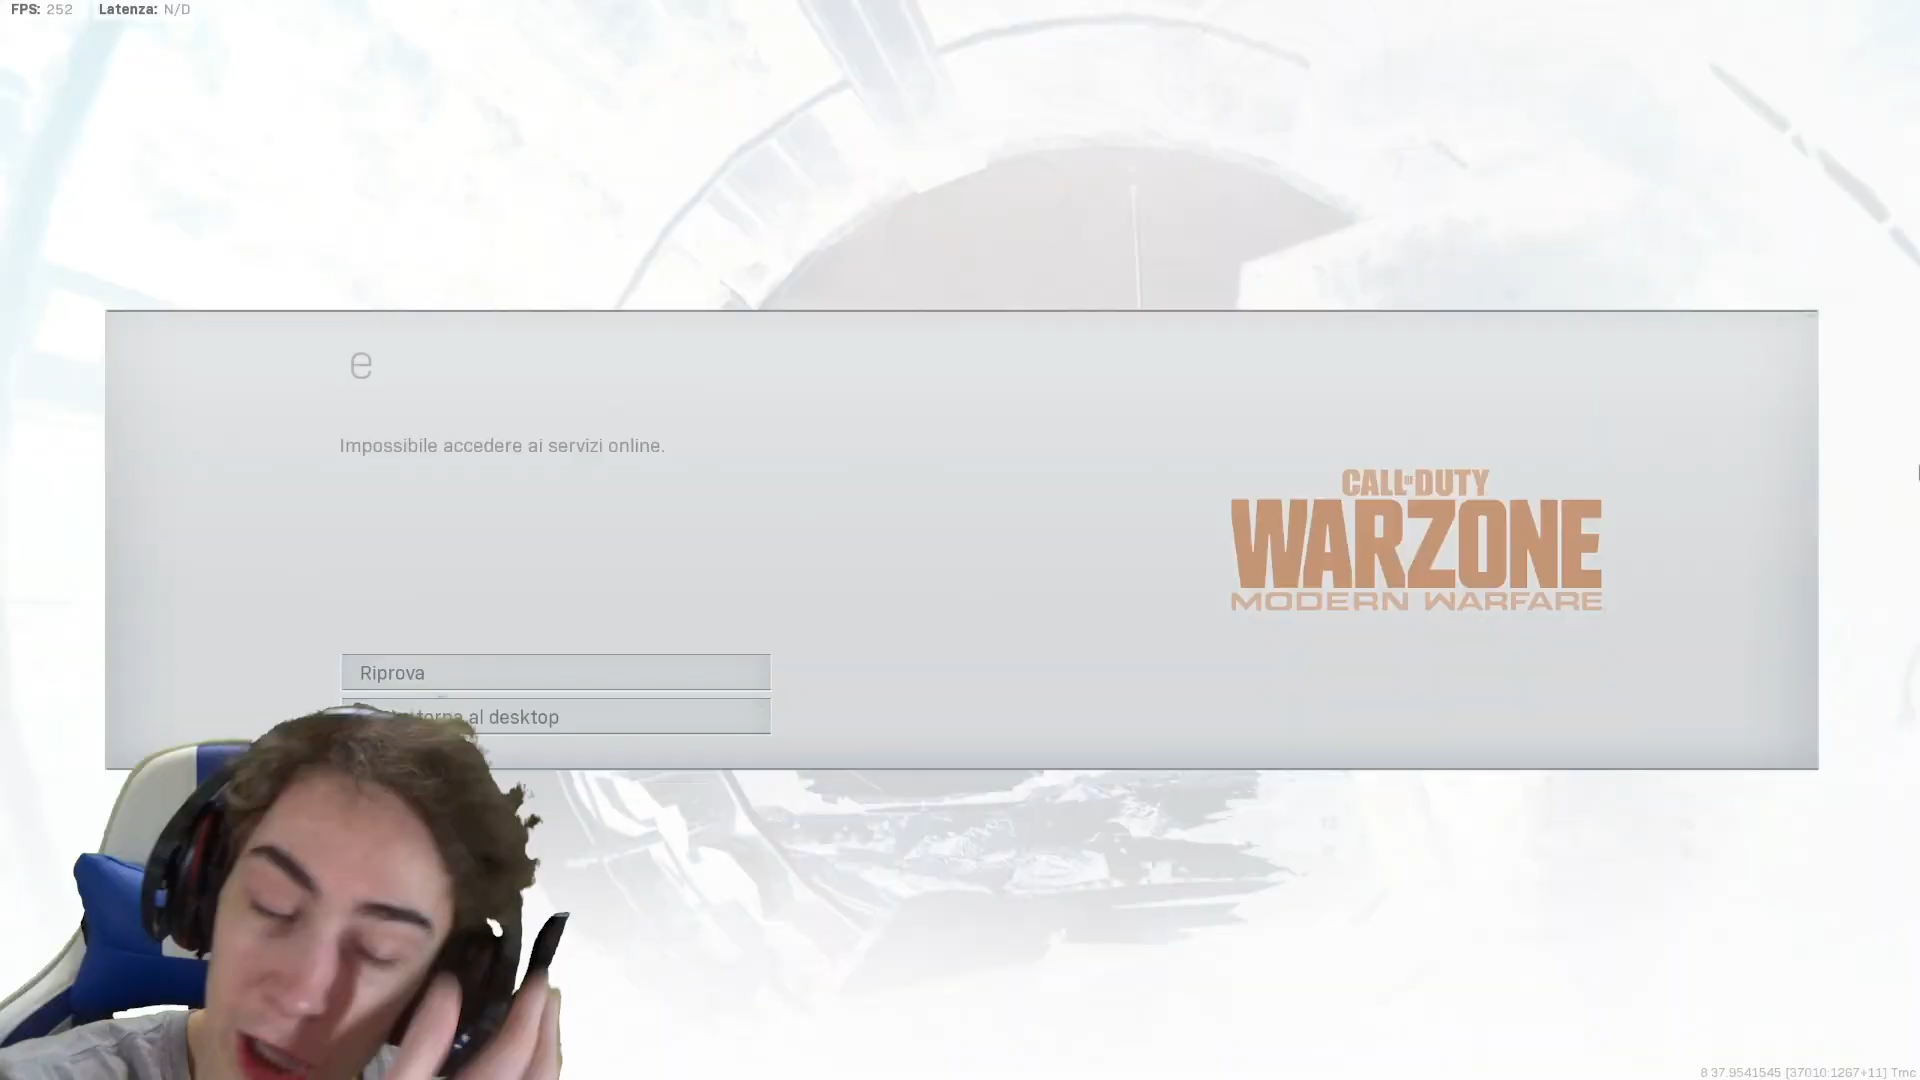 FPS: 252 Latenza: N/D
e
Impossibile accedere ai servizi online.
CALL OF DUTY
WARZONE
MODERN WARFARE
Riprova
al desktop
8 37.9541545 [37010:1267+11] Tmc